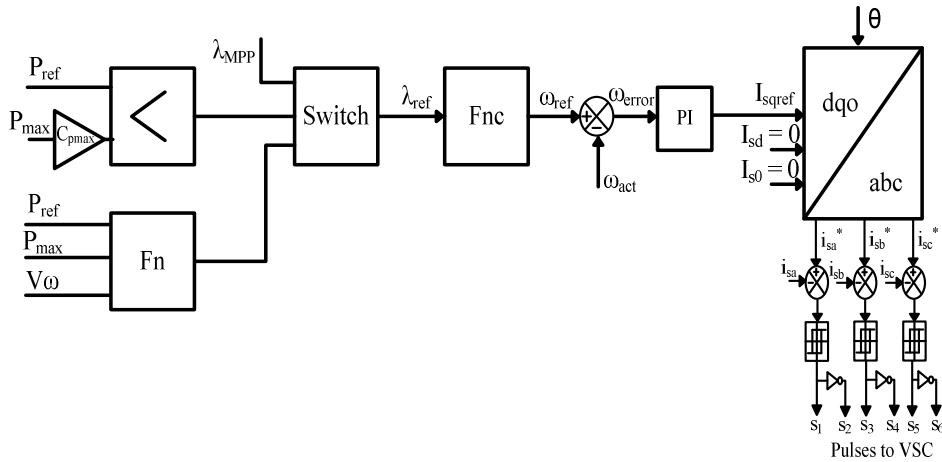 θ
λMPP
Pref
Pmax
Cpmax
<
Switch
λref
Fnc
ωref
+
−
ωerror
ωact
PI
Isqref
Isd = 0
Is0 = 0
dqo
abc
Pref
Pmax
Vω
Fn
isa* isb* isc*
isa isb isc
+ + +
− − −
s1 s2 s3 s4 s5 s6
Pulses to VSC